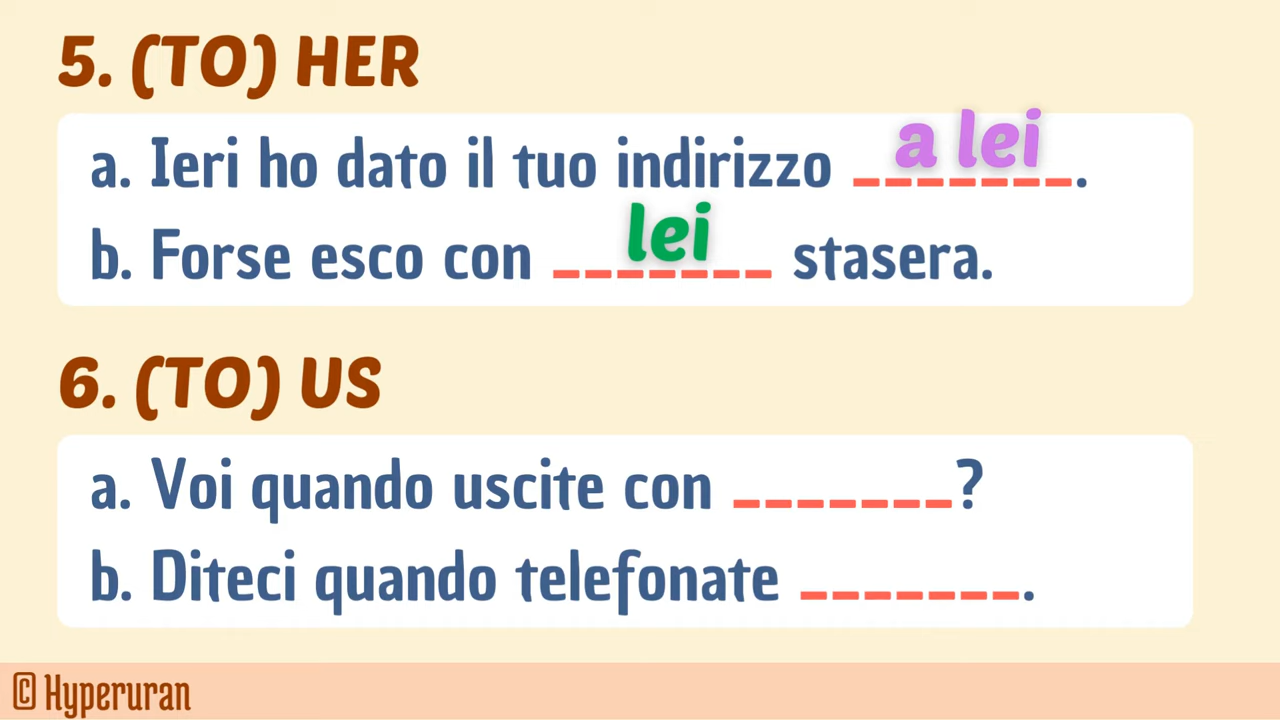 5. (TO) HER
a. Ieri ho dato il tuo indirizzo a lei.
b. Forse esco con lei stasera.
6. (TO) US
a. Voi quando uscite con _______?
b. Diteci quando telefonate _______.
© Hyperuran